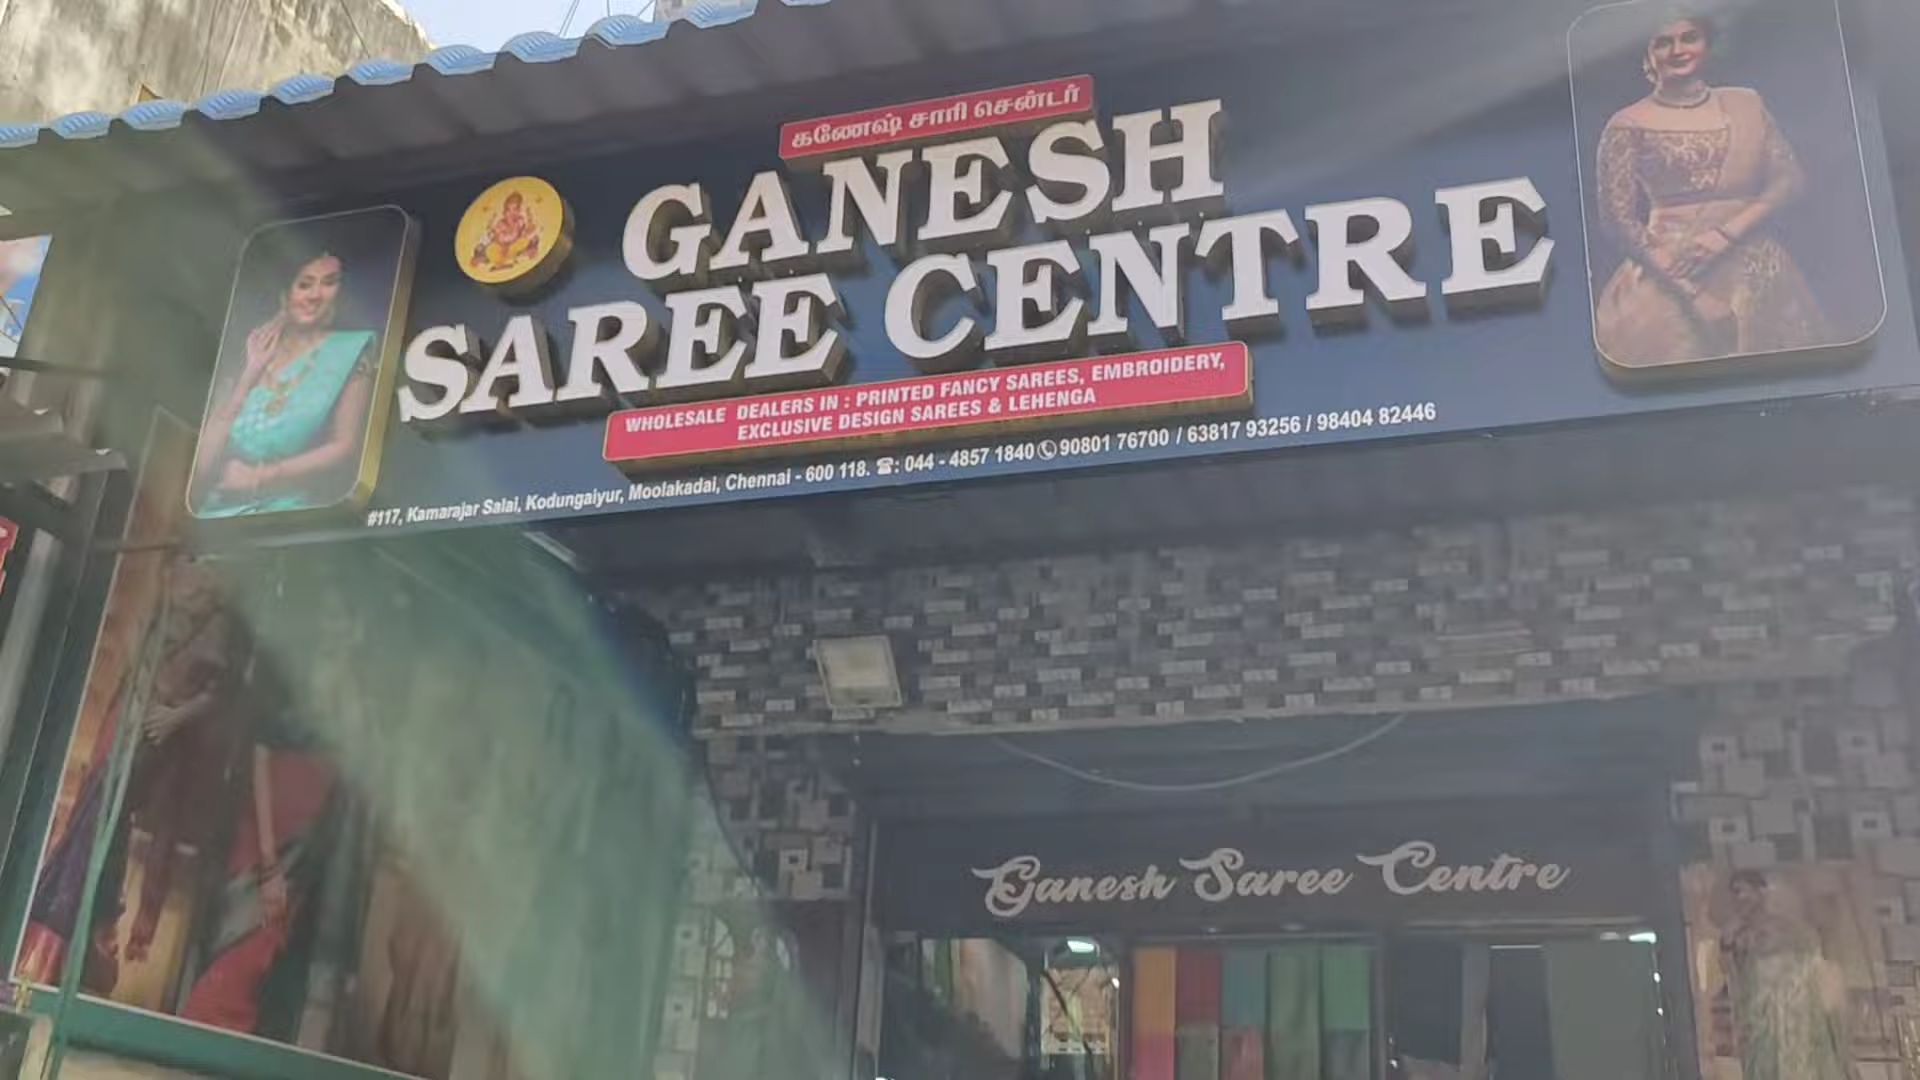 கணேஷ் சாரி சென்டர்
GANESH
SAREE CENTRE
WHOLESALE DEALERS IN : PRINTED FANCY SAREES, EMBROIDERY,
EXCLUSIVE DESIGN SAREES & LEHENGA
#117, Kamarajar Salai, Kodungaiyur, Moolakadai, Chennai - 600 118. ☎: 044 - 4857 1840 ✆ 90801 76700 / 63817 93256 / 98404 82446
Ganesh Saree Centre